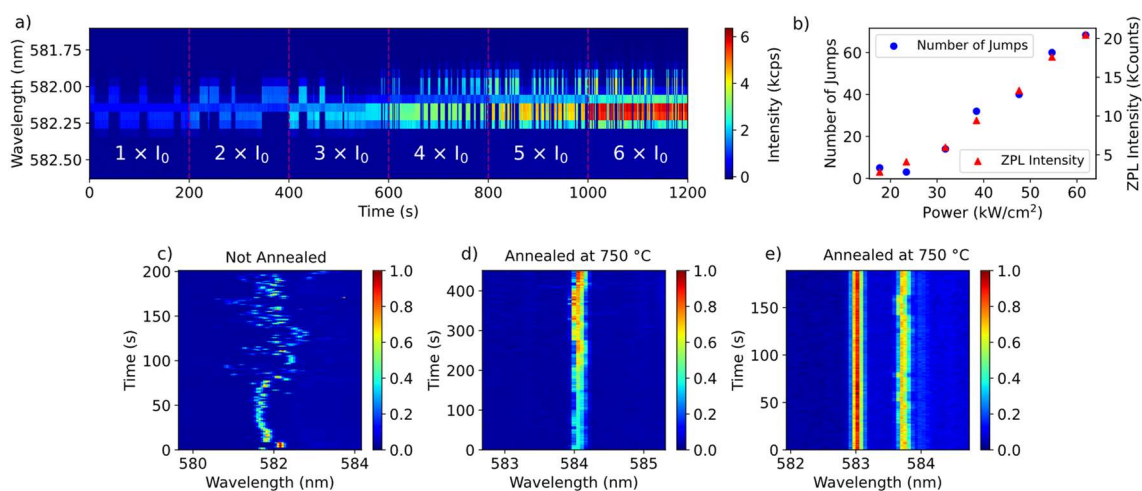 a)
Wavelength (nm)
581.75
582.00
582.25
582.50
1 × I₀
2 × I₀
3 × I₀
4 × I₀
5 × I₀
6 × I₀
0
200
400
600
800
1000
1200
Time (s)
6
4
2
0
Intensity (kcps)
b)
Number of Jumps
60
40
20
0
Number of Jumps
ZPL Intensity
20
15
10
5
ZPL Intensity (kCounts)
20
30
40
50
60
Power (kW/cm²)
c)
Not Annealed
Time (s)
200
150
100
50
0
580
582
584
Wavelength (nm)
1.0
0.8
0.6
0.4
0.2
0.0
d)
Annealed at 750 °C
Time (s)
400
300
200
100
0
583
584
585
Wavelength (nm)
1.0
0.8
0.6
0.4
0.2
0.0
e)
Annealed at 750 °C
Time (s)
150
100
50
0
582
583
584
Wavelength (nm)
1.0
0.8
0.6
0.4
0.2
0.0